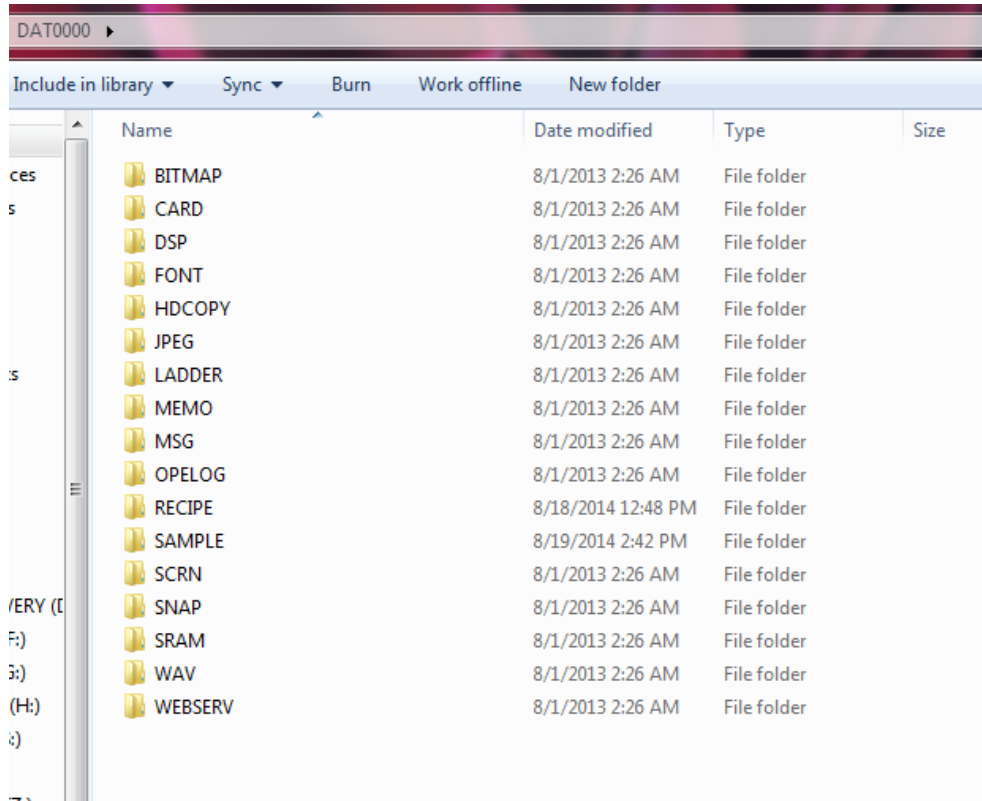 DAT0000
Include in library Sync Burn Work offline New folder
Name Date modified Type Size
ces
s
ts
VERY (D
F:)
G:)
(H:)
BITMAP 8/1/2013 2:26 AM File folder
CARD 8/1/2013 2:26 AM File folder
DSP 8/1/2013 2:26 AM File folder
FONT 8/1/2013 2:26 AM File folder
HDCOPY 8/1/2013 2:26 AM File folder
JPEG 8/1/2013 2:26 AM File folder
LADDER 8/1/2013 2:26 AM File folder
MEMO 8/1/2013 2:26 AM File folder
MSG 8/1/2013 2:26 AM File folder
OPELOG 8/1/2013 2:26 AM File folder
RECIPE 8/18/2014 12:48 PM File folder
SAMPLE 8/19/2014 2:42 PM File folder
SCRN 8/1/2013 2:26 AM File folder
SNAP 8/1/2013 2:26 AM File folder
SRAM 8/1/2013 2:26 AM File folder
WAV 8/1/2013 2:26 AM File folder
WEBSERV 8/1/2013 2:26 AM File folder